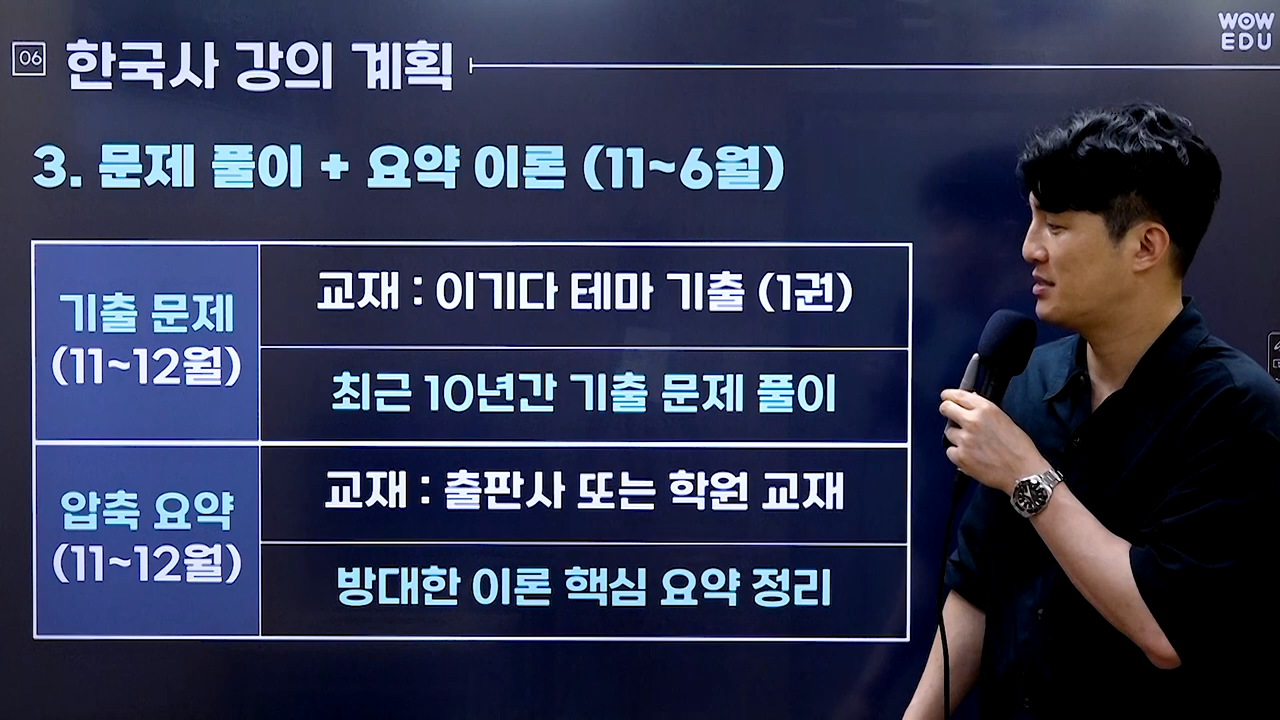 WOW
EDU
06
한국사 강의 계획
3. 문제 풀이 + 요약 이론 (11~6월)
기출 문제
(11~12월)
교재 : 이기다 테마 기출 (1권)
최근 10년간 기출 문제 풀이
압축 요약
(11~12월)
교재 : 출판사 또는 학원 교재
방대한 이론 핵심 요약 정리